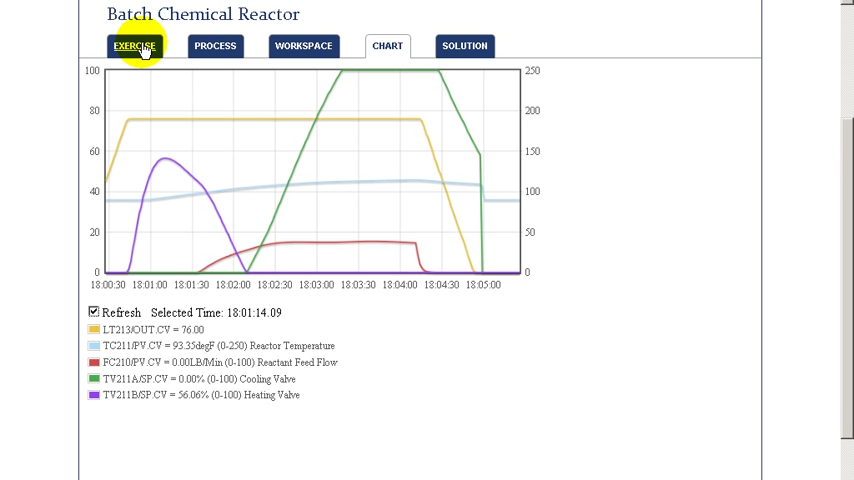 Batch Chemical Reactor
EXERCISE PROCESS WORKSPACE CHART SOLUTION
100 250
80 200
60 150
40 100
20 50
0 0
18:00:30 18:01:00 18:01:30 18:02:00 18:02:30 18:03:00 18:03:30 18:04:00 18:04:30 18:05:00
Refresh Selected Time: 18:01:14.09
LT213/OUT.CV = 76.00
TC211/PV.CV = 93.35degF (0-250) Reactor Temperature
FC210/PV.CV = 0.00LB/Min (0-100) Reactant Feed Flow
TV211A/SP.CV = 0.00% (0-100) Cooling Valve
TV211B/SP.CV = 56.06% (0-100) Heating Valve